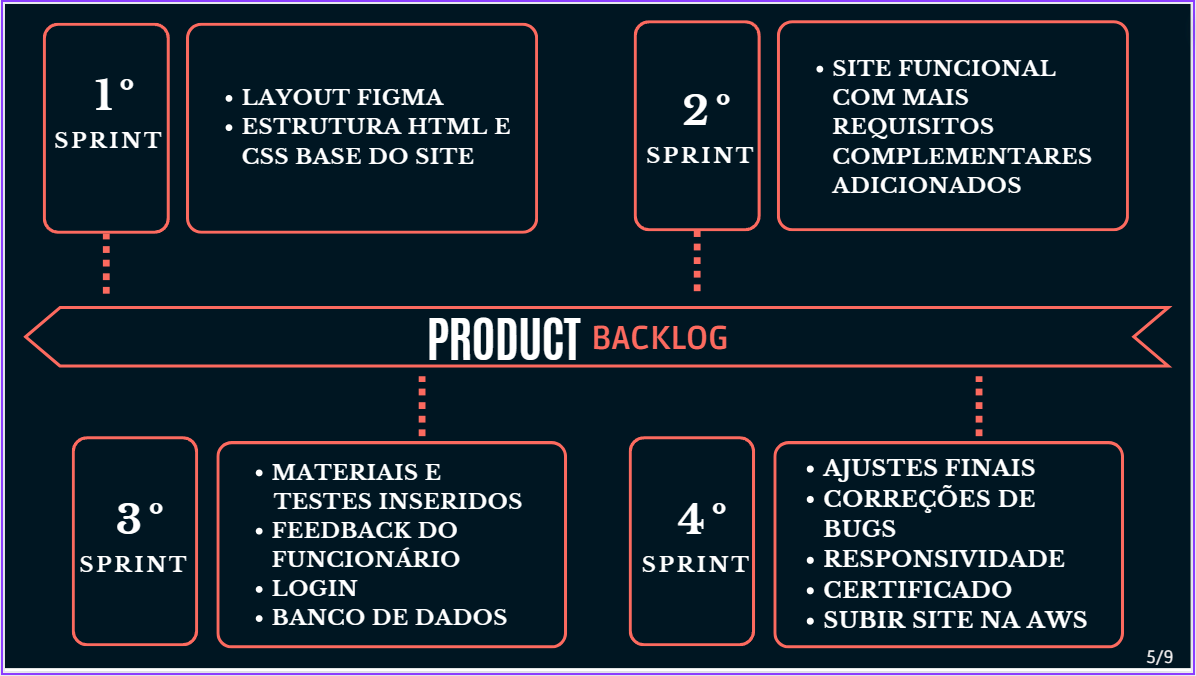 1º
SPRINT
• LAYOUT FIGMA
• ESTRUTURA HTML E
CSS BASE DO SITE
2º
SPRINT
• SITE FUNCIONAL
COM MAIS
REQUISITOS
COMPLEMENTARES
ADICIONADOS
PRODUCT BACKLOG
3º
SPRINT
• MATERIAIS E
TESTES INSERIDOS
• FEEDBACK DO
FUNCIONÁRIO
• LOGIN
• BANCO DE DADOS
4º
SPRINT
• AJUSTES FINAIS
• CORREÇÕES DE
BUGS
• RESPONSIVIDADE
• CERTIFICADO
• SUBIR SITE NA AWS
5/9